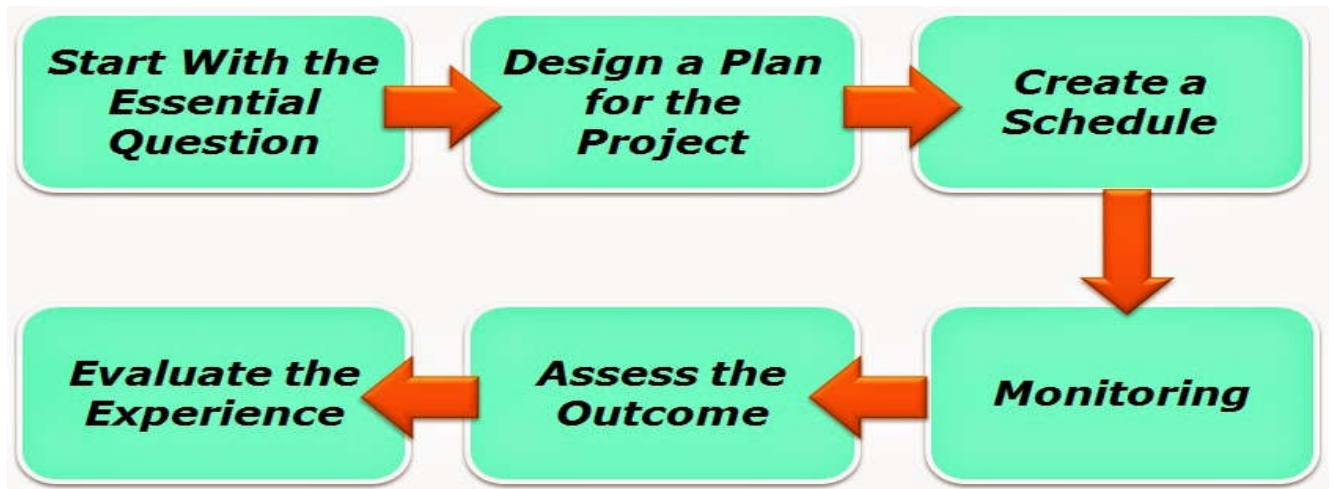 Start With the
Essential
Question
Design a Plan
for the
Project
Create a
Schedule
Monitoring
Assess the
Outcome
Evaluate the
Experience